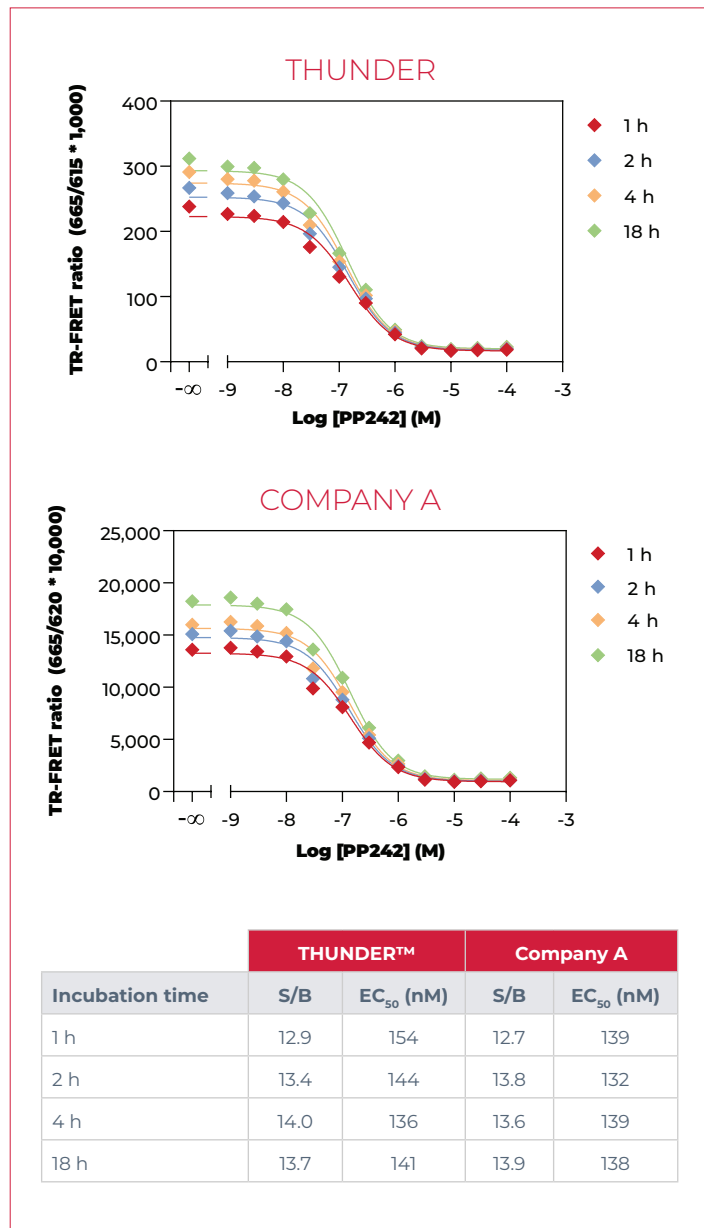 THUNDER
TR-FRET ratio (665/615 * 1,000)
400
300
200
100
0
-∞ -9 -8 -7 -6 -5 -4 -3
Log [PP242] (M)
1 h
2 h
4 h
18 h
COMPANY A
TR-FRET ratio (665/620 * 10,000)
25,000
20,000
15,000
10,000
5,000
0
-∞ -9 -8 -7 -6 -5 -4 -3
Log [PP242] (M)
1 h
2 h
4 h
18 h
THUNDER™ Company A
Incubation time S/B EC50 (nM) S/B EC50 (nM)
1 h 12.9 154 12.7 139
2 h 13.4 144 13.8 132
4 h 14.0 136 13.6 139
18 h 13.7 141 13.9 138